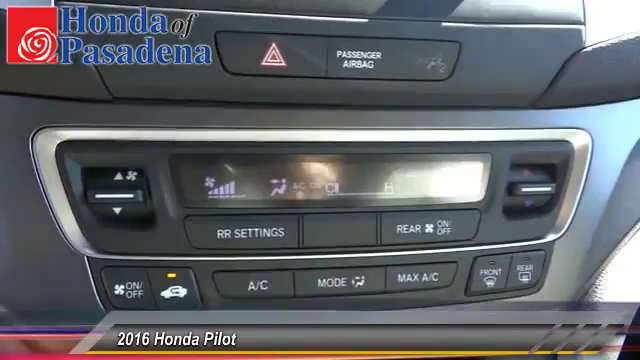 Honda of
Pasadena
PASSENGER
AIRBAG
A/C
C
H
RR SETTINGS
REAR ON/
OFF
ON/
OFF
A/C
MODE
MAX A/C
FRONT
REAR
2016 Honda Pilot